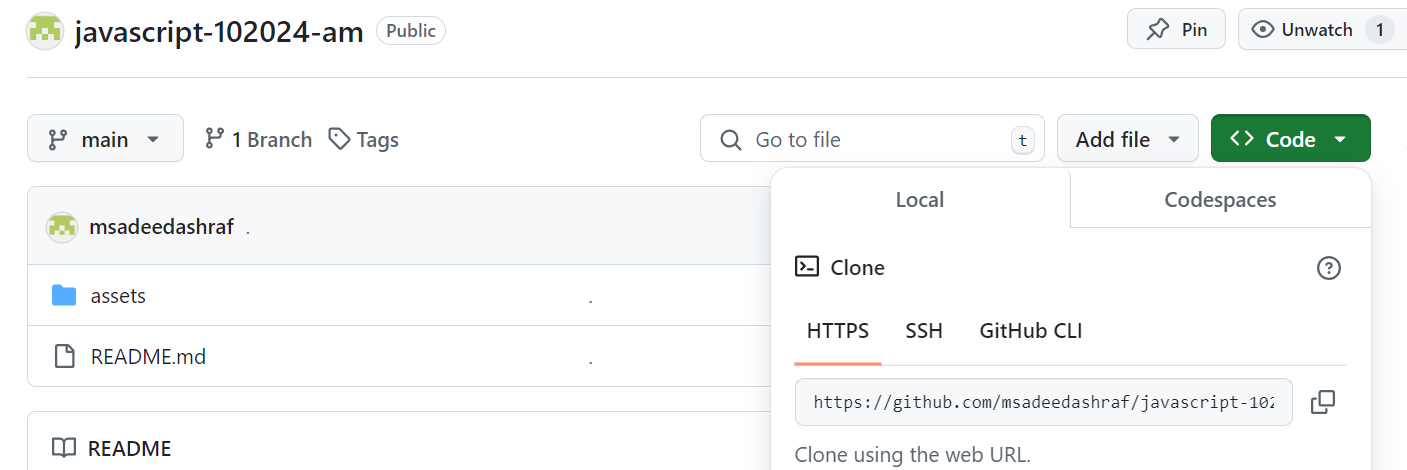 javascript-102024-am Public Pin Unwatch 1
main 1 Branch Tags Go to file t Add file Code
Local Codespaces
msadeedashraf .
Clone
assets .
HTTPS SSH GitHub CLI
README.md .
https://github.com/msadeedashraf/javascript-102
README
Clone using the web URL.